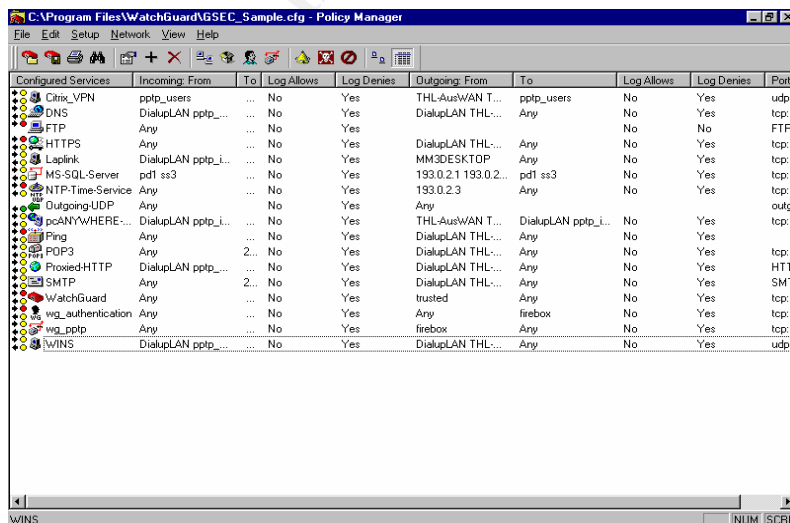 C:\Program Files\WatchGuard\GSEC_Sample.cfg - Policy Manager
File Edit Setup Network View Help
Configured Services Incoming: From To Log Allows Log Denies Outgoing: From To Log Allows Log Denies Port
Citrix_VPN pptp_users ... No Yes THL-AusWAN T... pptp_users No Yes udp
DNS DialupLAN pptp_... ... No Yes DialupLAN THL-... Any No Yes tcp:
FTP Any ... No Yes No No FTF
HTTPS Any ... No Yes DialupLAN THL-... Any No Yes tcp:
Laplink DialupLAN pptp_i... ... No Yes MM3DESKTOP Any No Yes tcp:
MS-SQL-Server pd1 ss3 ... No Yes 193.0.2.1 193.0.2... pd1 ss3 No Yes tcp:
NTP-Time-Service Any ... No Yes 193.0.2.3 Any No Yes tcp:
Outgoing-UDP Any No Yes Any outg
pcANYWHERE-... DialupLAN pptp_i... ... No Yes THL-AusWAN T... DialupLAN pptp_i... No Yes tcp:
Ping Any ... No Yes DialupLAN THL-... Any No Yes
POP3 Any 2... No Yes DialupLAN THL-... Any No Yes tcp:
Proxied-HTTP DialupLAN pptp_... ... No Yes DialupLAN THL-... Any No Yes HTT
SMTP Any 2... No Yes DialupLAN THL-... Any No Yes SMT
WatchGuard Any ... No Yes trusted Any No Yes tcp:
wg_authentication Any ... No Yes Any firebox No Yes tcp:
wg_pptp Any ... No Yes firebox Any No Yes tcp:
WINS DialupLAN pptp_... ... No Yes DialupLAN THL-... Any No Yes udp
WINS NUM SCRL